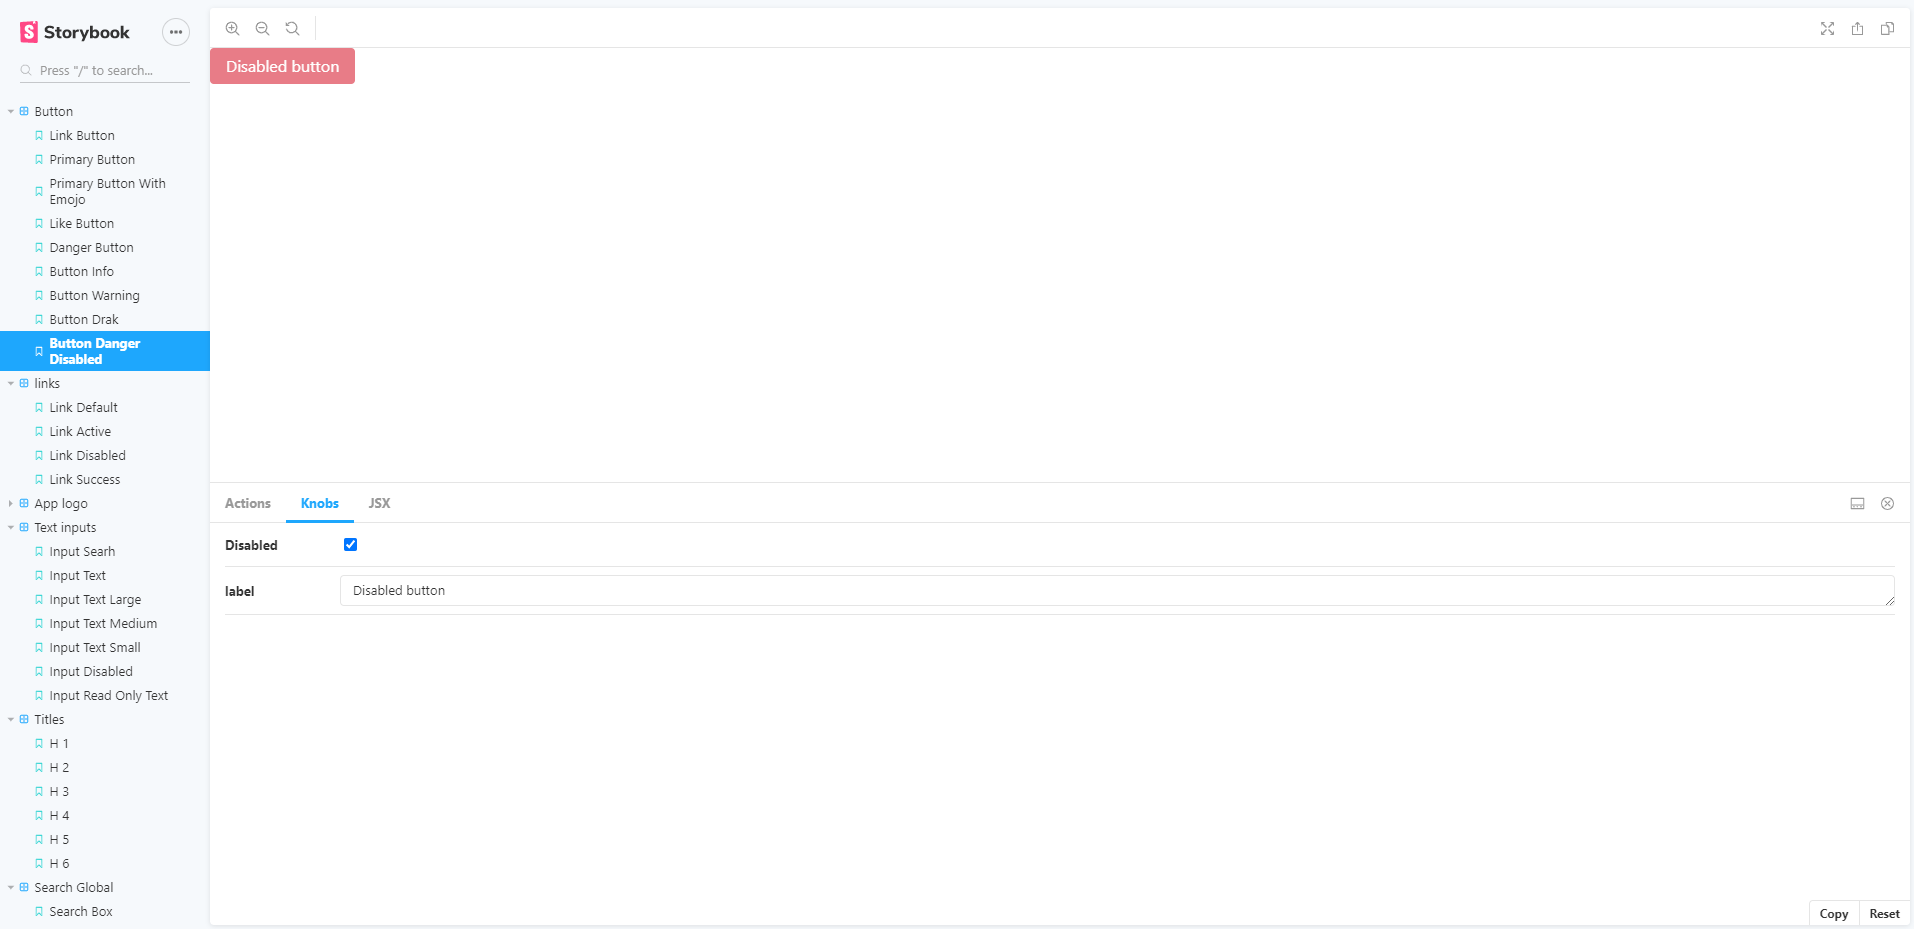 Storybook
Press "/" to search...
Button
Link Button
Primary Button
Primary Button With
Emojo
Like Button
Danger Button
Button Info
Button Warning
Button Drak
Button Danger
Disabled
links
Link Default
Link Active
Link Disabled
Link Success
App logo
Text inputs
Input Searh
Input Text
Input Text Large
Input Text Medium
Input Text Small
Input Disabled
Input Read Only Text
Titles
H 1
H 2
H 3
H 4
H 5
H 6
Search Global
Search Box
Disabled button
Actions Knobs JSX
Disabled
label Disabled button
Copy Reset